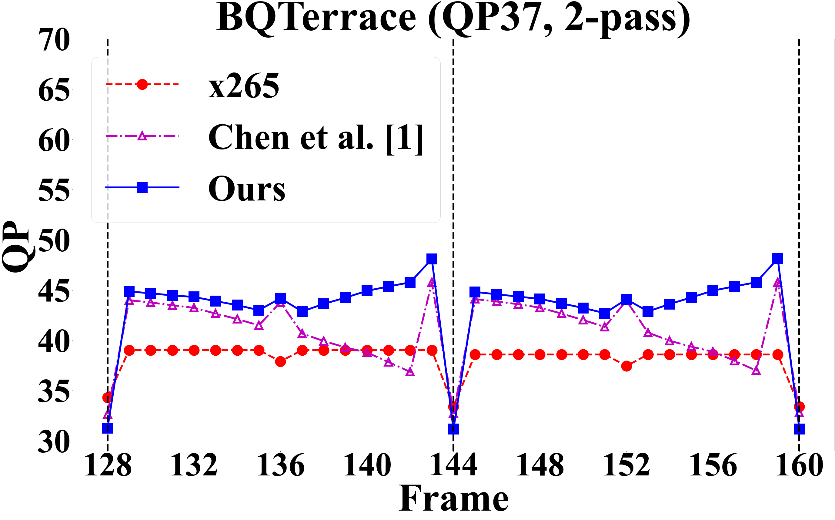 BQTerrace (QP37, 2-pass)
70
65
60
55
50
45
40
35
30
QP
x265
Chen et al. [1]
Ours
128 132 136 140 144 148 152 156 160
Frame